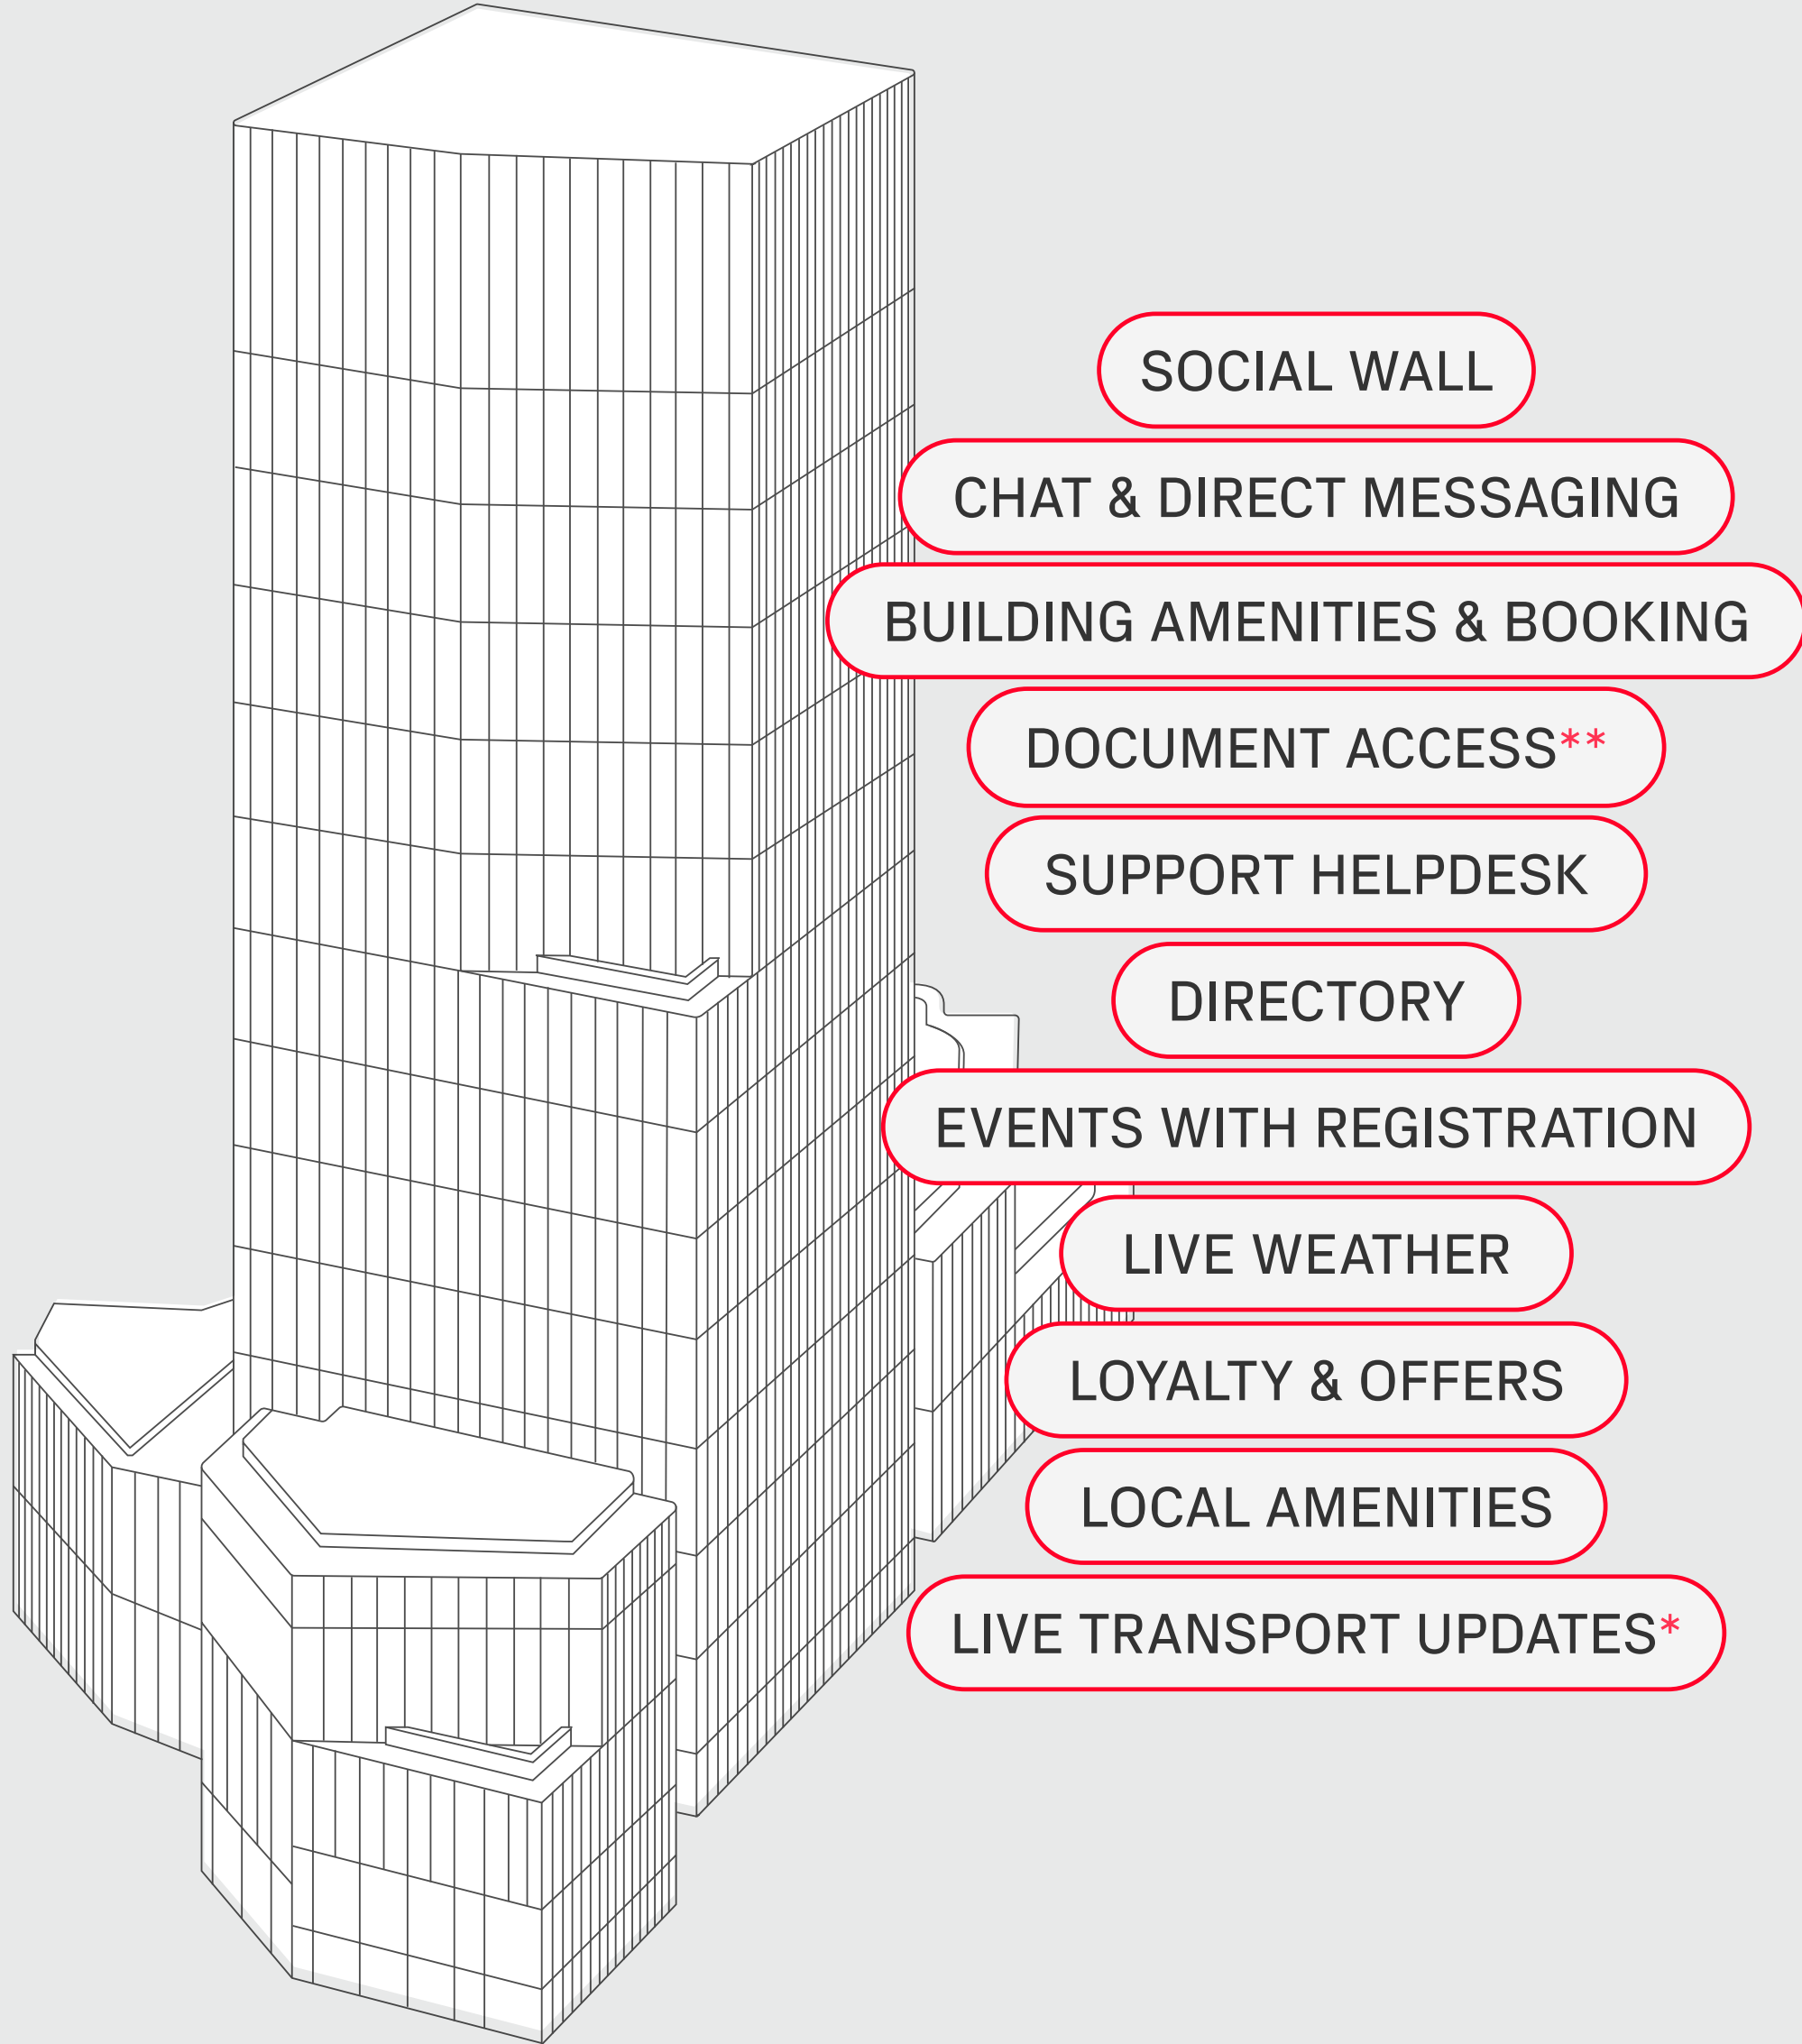 SOCIAL WALL
CHAT & DIRECT MESSAGING
BUILDING AMENITIES & BOOKING
DOCUMENT ACCESS**
SUPPORT HELPDESK
DIRECTORY
EVENTS WITH REGISTRATION
LIVE WEATHER
LOYALTY & OFFERS
LOCAL AMENITIES
LIVE TRANSPORT UPDATES*